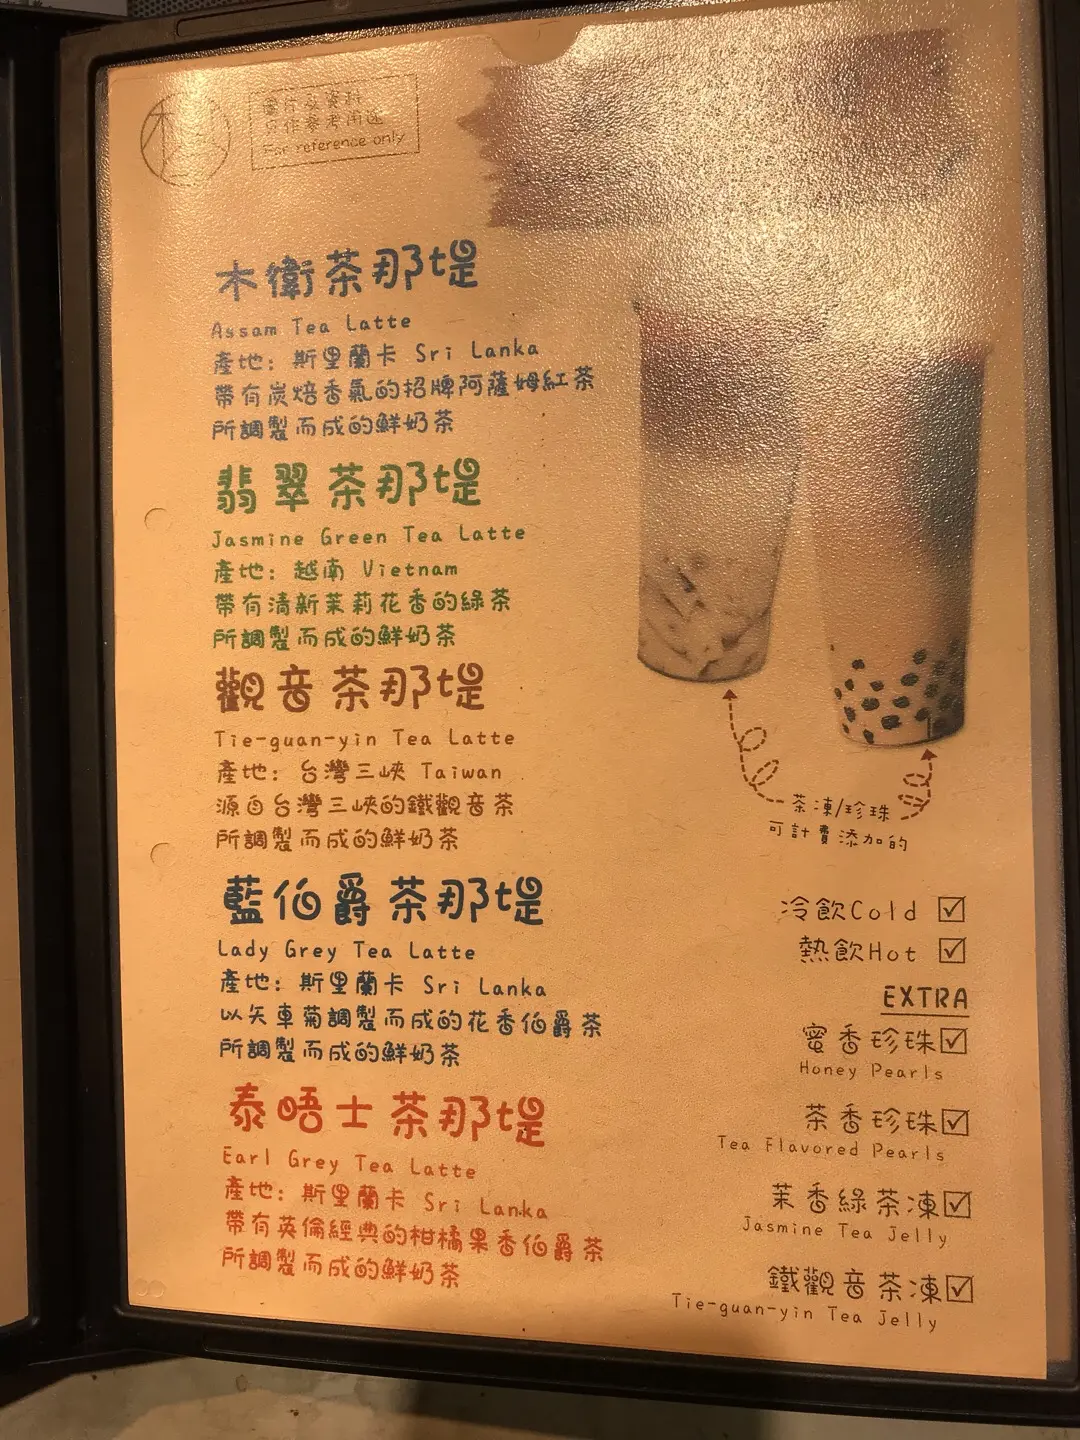 只作參考用途
For reference only
木衛茶那堤
Assam Tea Latte
產地: 斯里蘭卡 Sri Lanka
帶有炭焙香氣的招牌阿薩姆紅茶
所調製而成的鮮奶茶
翡翠茶那堤
Jasmine Green Tea Latte
產地: 越南 Vietnam
帶有清新茉莉花香的綠茶
所調製而成的鮮奶茶
觀音茶那堤
Tie-guan-yin Tea Latte
產地: 台灣三峽 Taiwan
源自台灣三峽的鐵觀音茶
所調製而成的鮮奶茶
藍伯爵茶那堤
Lady Grey Tea Latte
產地: 斯里蘭卡 Sri Lanka
以矢車菊調製而成的花香伯爵茶
所調製而成的鮮奶茶
泰晤士茶那堤
Earl Grey Tea Latte
產地: 斯里蘭卡 Sri Lanka
帶有英倫經典的柑橘果香伯爵茶
所調製而成的鮮奶茶
茶凍/珍珠
可計費添加的
冷飲Cold
熱飲Hot
EXTRA
蜜香珍珠
Honey Pearls
茶香珍珠
Tea Flavored Pearls
茉香綠茶凍
Jasmine Tea Jelly
鐵觀音茶凍
Tie-guan-yin Tea Jelly